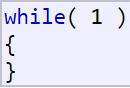 while( 1 )
{
}